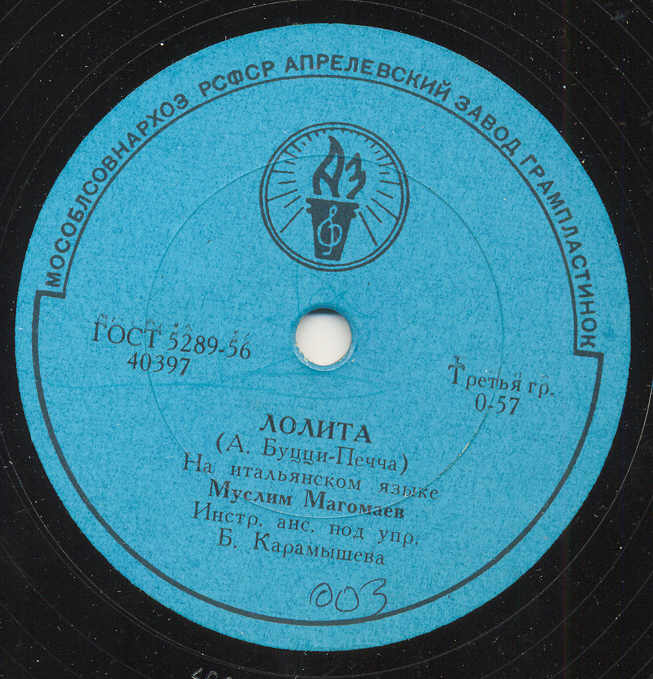 МОСОБЛСОВНАРХОЗ РСФСР АПРЕЛЕВСКИЙ ЗАВОД ГРАМПЛАСТИНОК
АЗ
ГОСТ 5289-56
40397
Третья гр.
0-57
ЛОЛИТА
(А. Буцци-Печча)
На итальянском языке
Муслим Магомаев
Инстр. анс. под упр.
Б. Карамышева
003